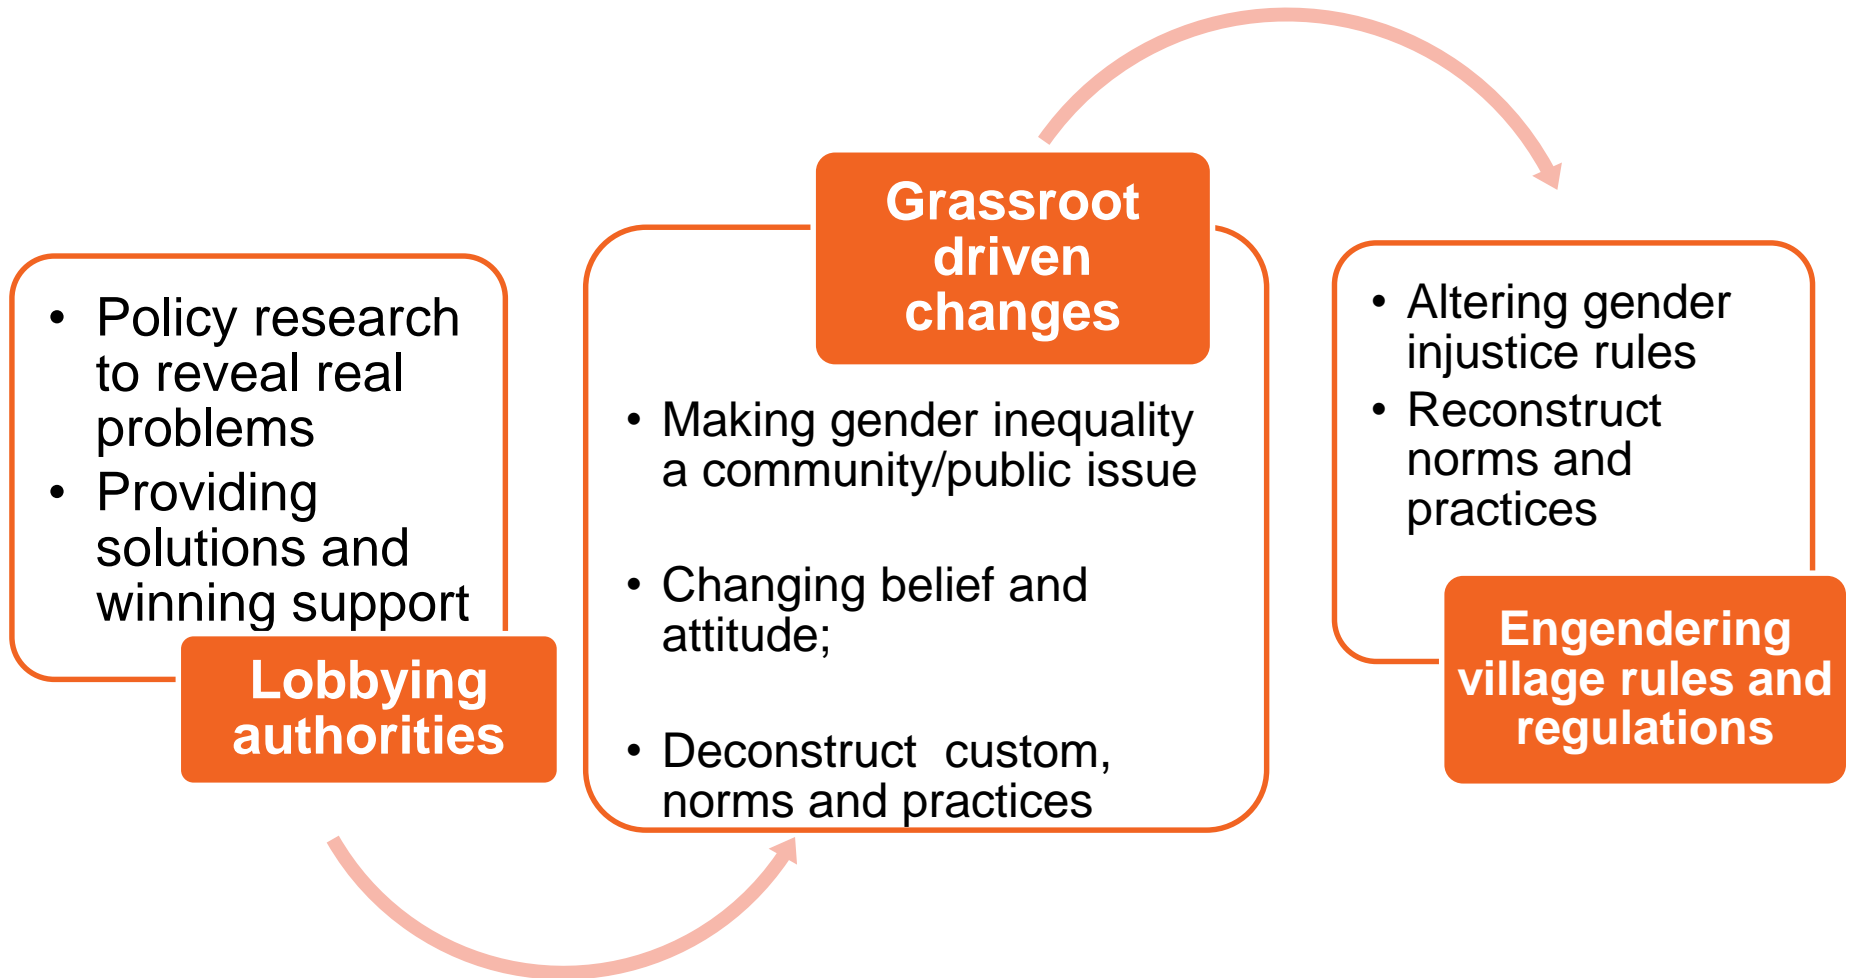 • Policy research
to reveal real
problems
• Providing
solutions and
winning support
Lobbying
authorities
Grassroot
driven
changes
• Making gender inequality
a community/public issue
• Changing belief and
attitude;
• Deconstruct  custom,
norms and practices
• Altering gender
injustice rules
• Reconstruct
norms and
practices
Engendering
village rules and
regulations